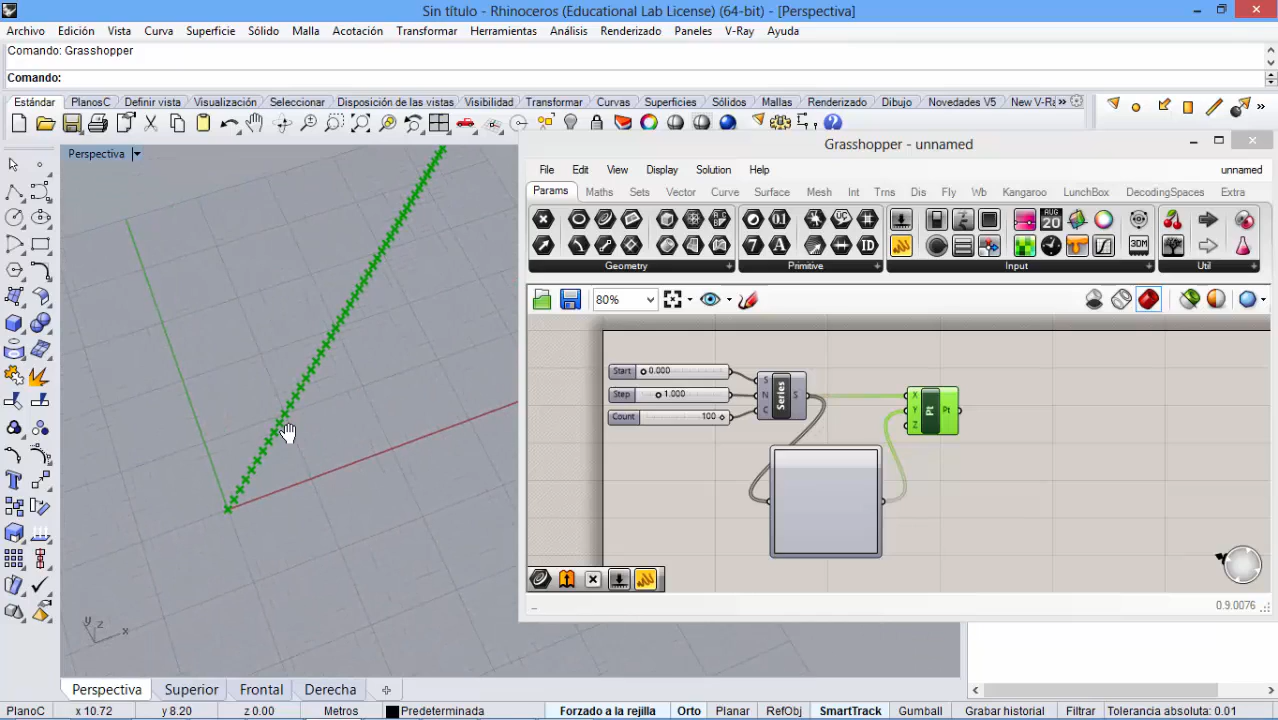 Sin título - Rhinoceros (Educational Lab License) (64-bit) - [Perspectiva]
Archivo Edición Vista Curva Superficie Sólido Malla Acotación Transformar Herramientas Análisis Renderizado Paneles V-Ray Ayuda
Comando: Grasshopper
Comando:
Estándar PlanosC Definir vista Visualización Seleccionar Disposición de las vistas Visibilidad Transformar Curvas Superficies Sólidos Mallas Renderizado Dibujo Novedades V5 New V-Ra »
Perspectiva
Grasshopper - unnamed
File Edit View Display Solution Help unnamed
Params Maths Sets Vector Curve Surface Mesh Int Trns Dis Fly Wb Kangaroo LunchBox DecodingSpaces Extra
Geometry Primitive Input Util
80%
Start 0.000
Step 1.000
Count 100
S N C Series S
X Y Z Pt Pt
0.9.0076
y z x
Perspectiva Superior Frontal Derecha
PlanoC x 10.72 y 8.20 z 0.00 Metros Predeterminada Forzado a la rejilla Orto Planar RefObj SmartTrack Gumball Grabar historial Filtrar Tolerancia absoluta: 0.01